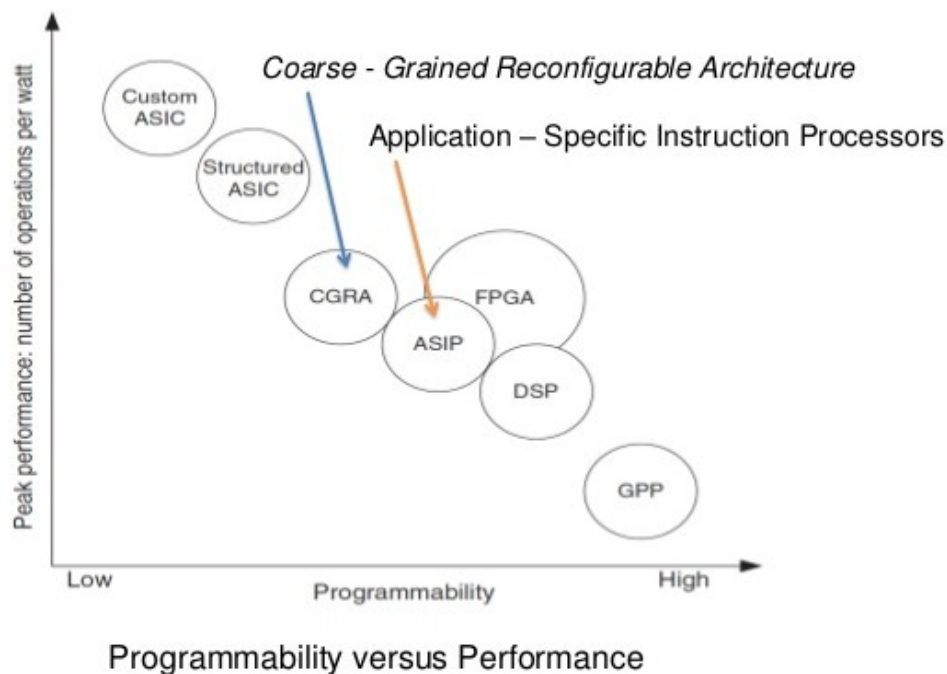 Peak performance: number of operations per watt
Custom
ASIC
Coarse - Grained Reconfigurable Architecture
Application – Specific Instruction Processors
Structured
ASIC
CGRA
FPGA
ASIP
DSP
GPP
Low
Programmability
High
Programmability versus Performance